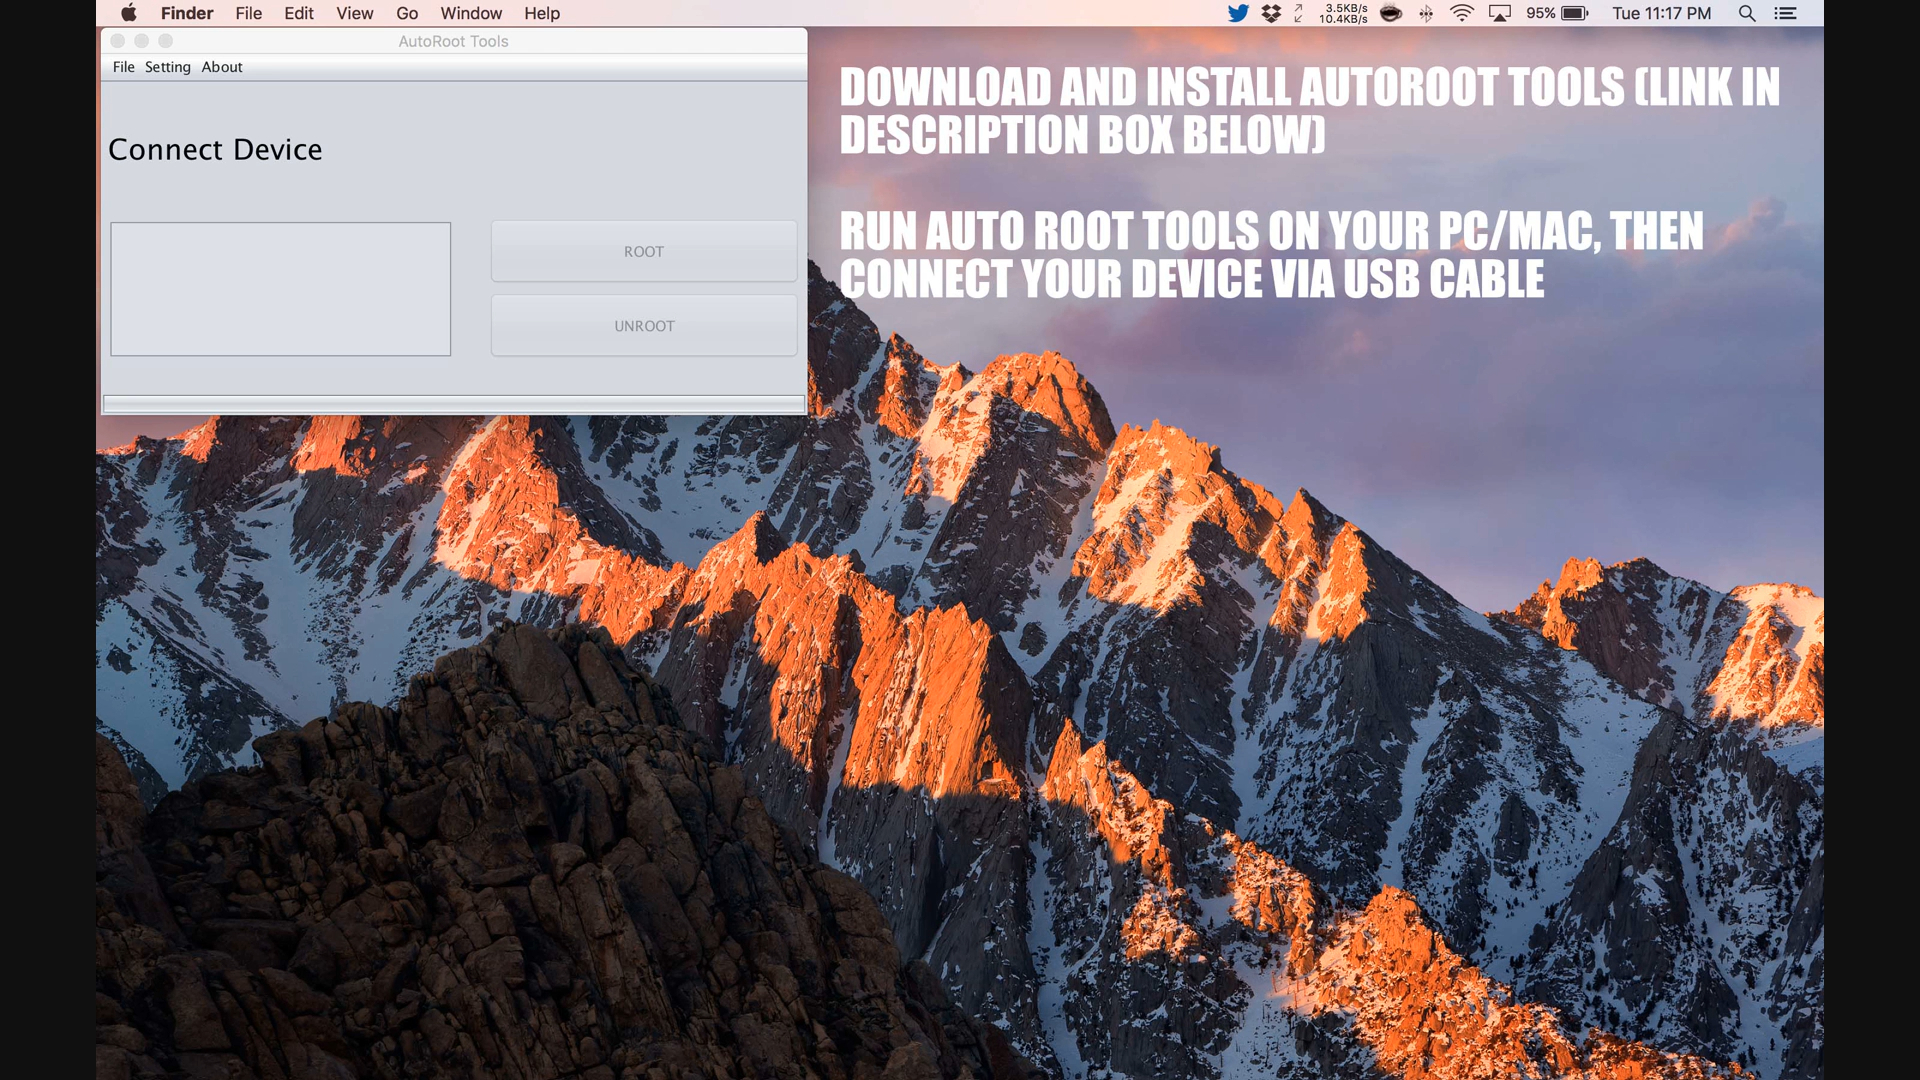 Finder File Edit View Go Window Help
3.5KB/s
10.4KB/s
95%
Tue 11:17 PM
AutoRoot Tools
File Setting About
Connect Device
ROOT
UNROOT
DOWNLOAD AND INSTALL AUTOROOT TOOLS (LINK IN
DESCRIPTION BOX BELOW)
RUN AUTO ROOT TOOLS ON YOUR PC/MAC, THEN
CONNECT YOUR DEVICE VIA USB CABLE